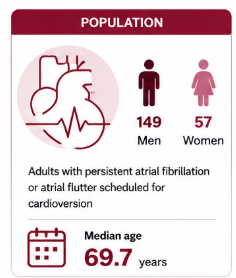 POPULATION
149 57
Men Women
Adults with persistent atrial fibrillation
or atrial flutter scheduled for
cardioversion
Median age
69.7 years